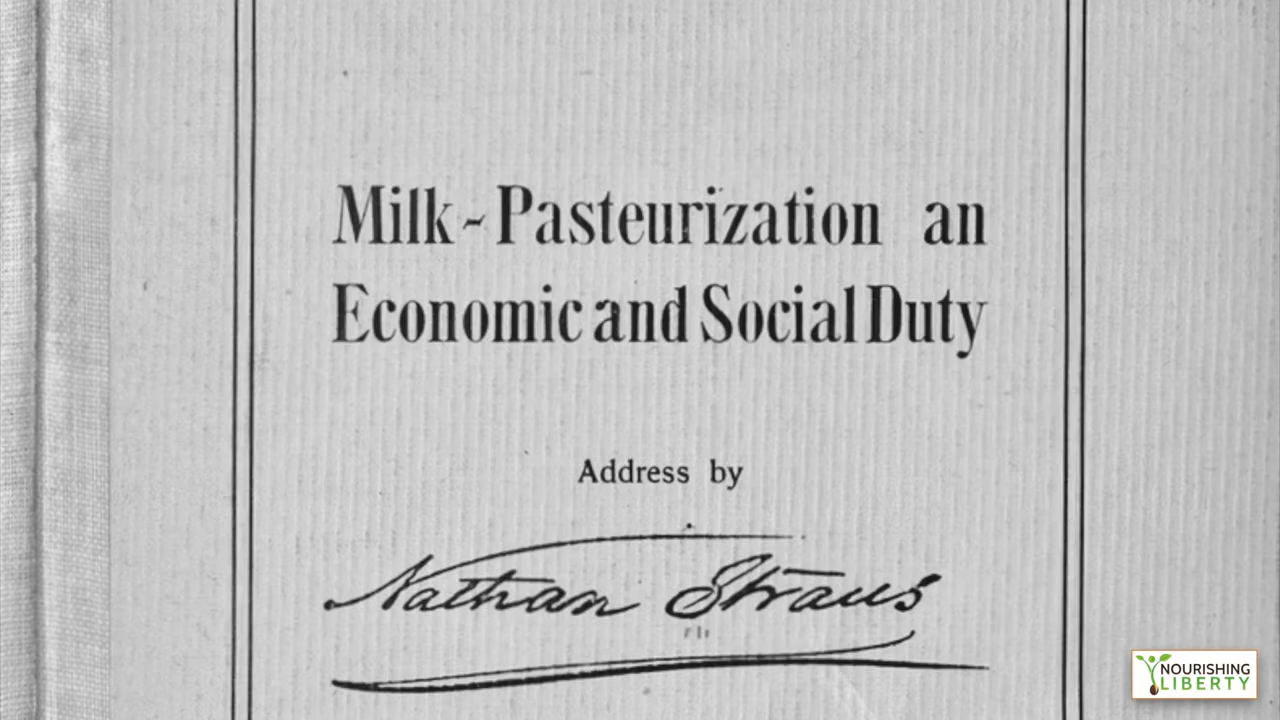 Milk-Pasteurization an
Economic and Social Duty
Address by
Nathan Straus
NOURISHING
LIBERTY